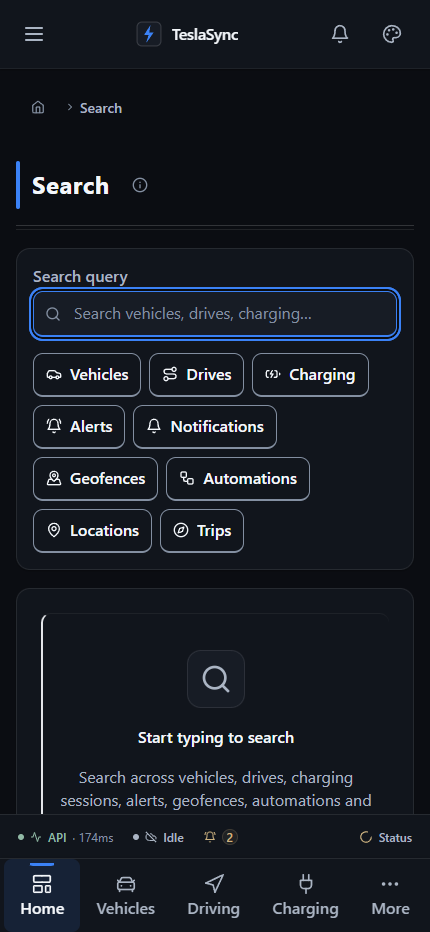 TeslaSync
Search
Search
Search query
Search vehicles, drives, charging...
Vehicles
Drives
Charging
Alerts
Notifications
Geofences
Automations
Locations
Trips
Start typing to search
Search across vehicles, drives, charging
sessions, alerts, geofences, automations and
API · 174ms
Idle
2
Status
Home
Vehicles
Driving
Charging
More